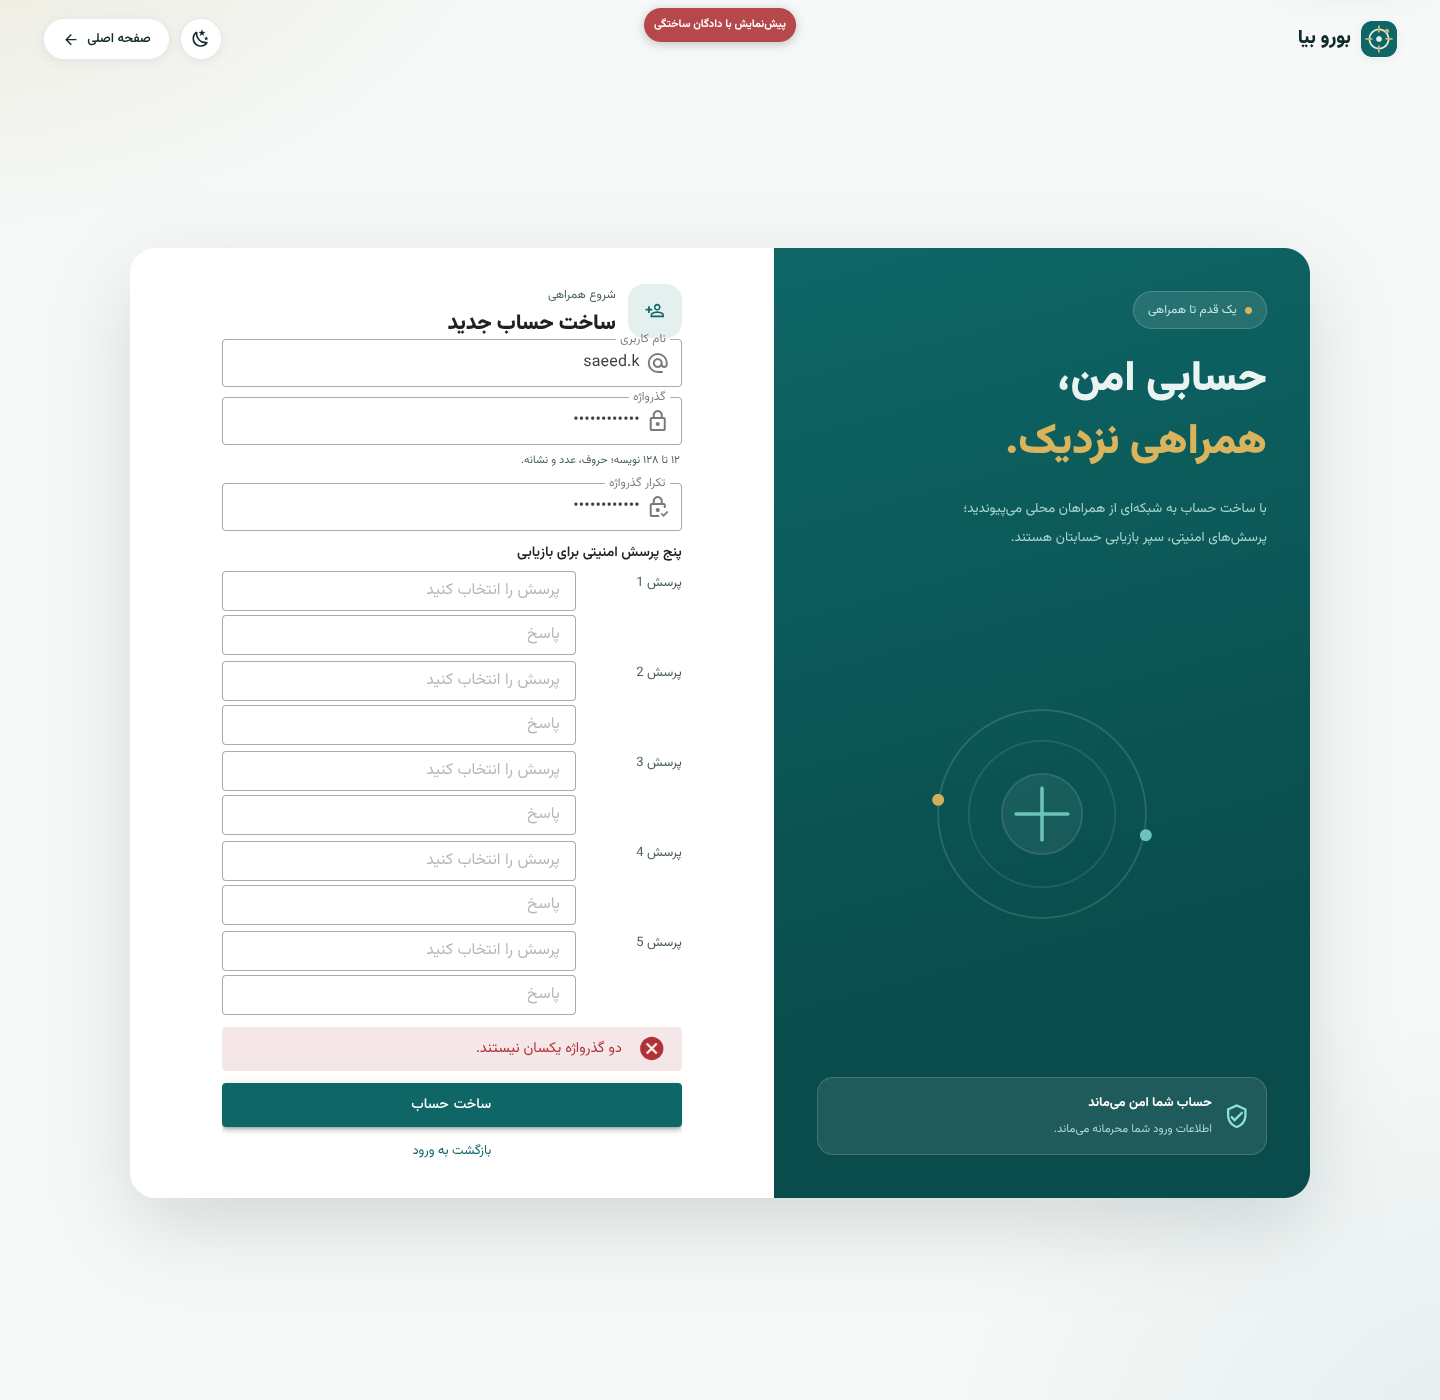 بورو بیا
پیش‌نمایش با دادگان ساختگی
صفحه اصلی
یک قدم تا همراهی
حسابی امن،
همراهی نزدیک.
با ساخت حساب به شبکه‌ای از همراهان محلی می‌پیوندید؛
پرسش‌های امنیتی، سپر بازیابی حسابتان هستند.
حساب شما امن می‌ماند
اطلاعات ورود شما محرمانه می‌ماند.
شروع همراهی
ساخت حساب جدید
نام کاربری
saeed.k
گذرواژه
••••••••••••
۱۲ تا ۱۲۸ نویسه؛ حروف، عدد و نشانه.
تکرار گذرواژه
••••••••••••
پنج پرسش امنیتی برای بازیابی
پرسش 1
پرسش را انتخاب کنید
پاسخ
پرسش 2
پرسش را انتخاب کنید
پاسخ
پرسش 3
پرسش را انتخاب کنید
پاسخ
پرسش 4
پرسش را انتخاب کنید
پاسخ
پرسش 5
پرسش را انتخاب کنید
پاسخ
دو گذرواژه یکسان نیستند.
ساخت حساب
بازگشت به ورود